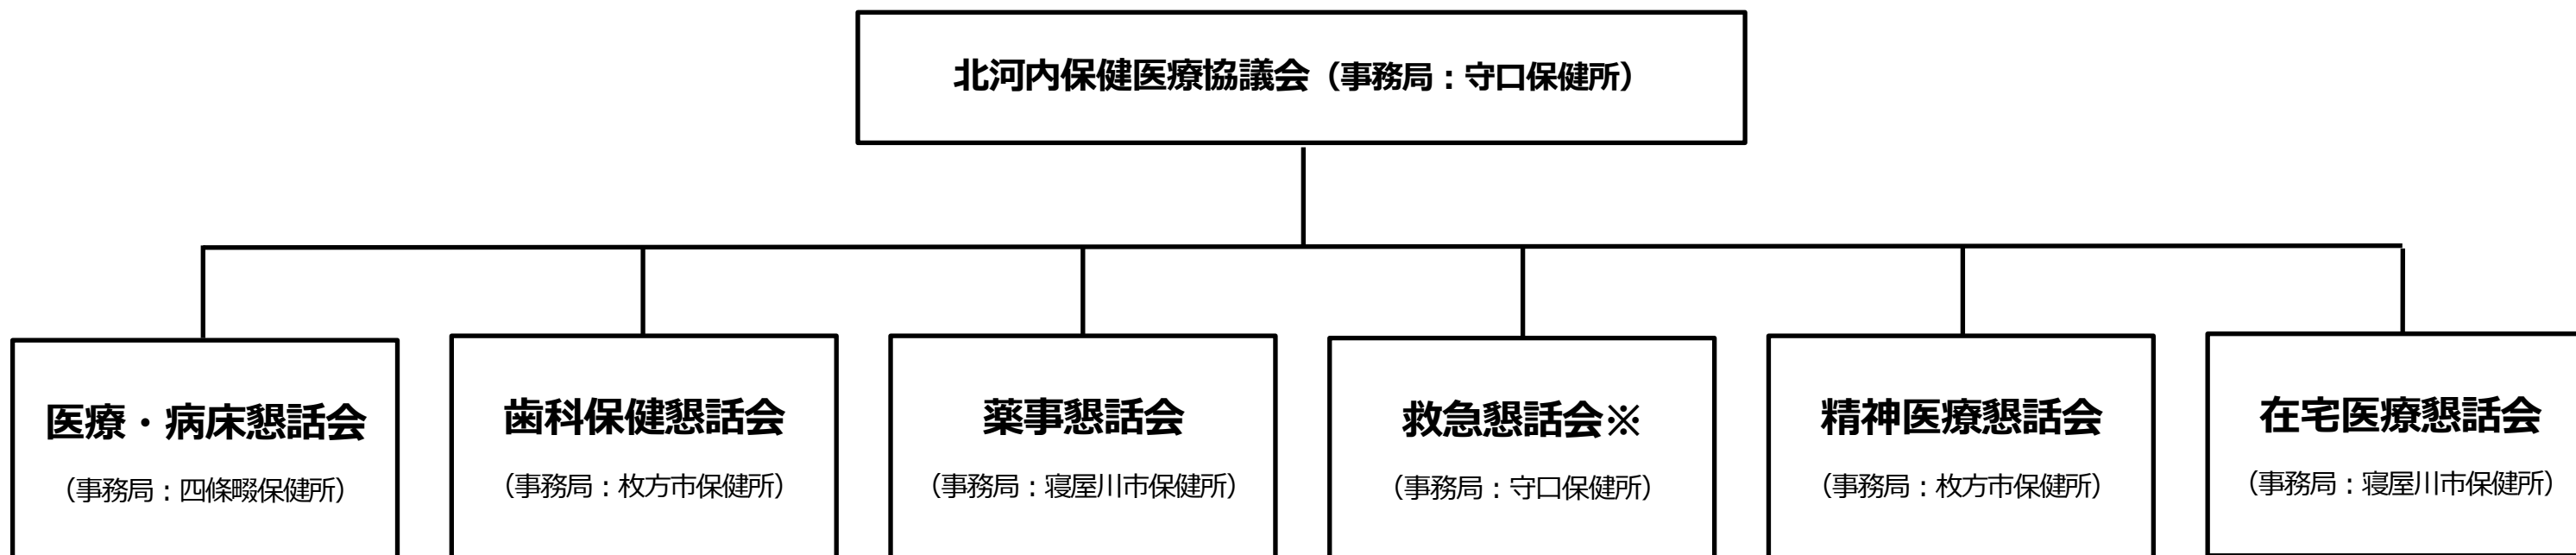 北河内保健医療協議会（事務局：守口保健所）
医療・病床懇話会
（事務局：四條畷保健所）
歯科保健懇話会
（事務局：枚方市保健所）
薬事懇話会
（事務局：寝屋川市保健所）
救急懇話会※
（事務局：守口保健所）
精神医療懇話会
（事務局：枚方市保健所）
在宅医療懇話会
（事務局：寝屋川市保健所）